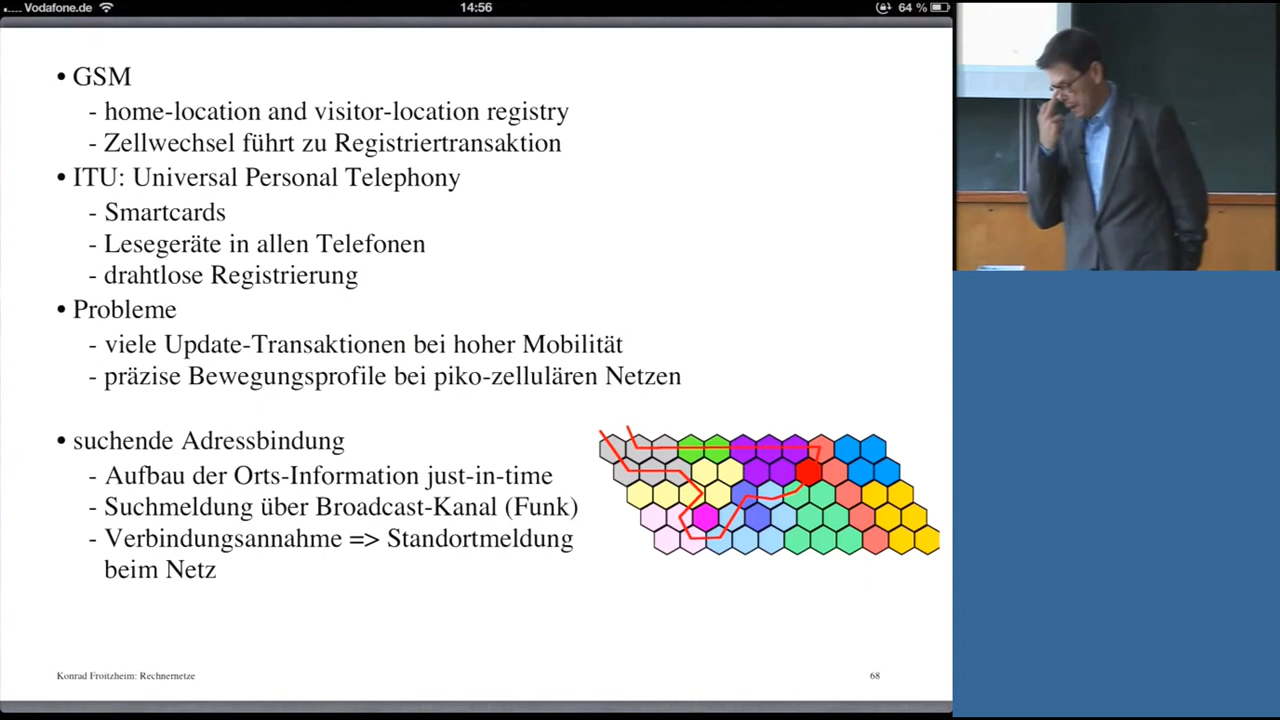 Vodafone.de 14:56 64 %
• GSM
- home-location and visitor-location registry
- Zellwechsel führt zu Registriertransaktion
• ITU: Universal Personal Telephony
- Smartcards
- Lesegeräte in allen Telefonen
- drahtlose Registrierung
• Probleme
- viele Update-Transaktionen bei hoher Mobilität
- präzise Bewegungsprofile bei piko-zellulären Netzen
• suchende Adressbindung
- Aufbau der Orts-Information just-in-time
- Suchmeldung über Broadcast-Kanal (Funk)
- Verbindungsannahme => Standortmeldung
beim Netz
Konrad Froitzheim: Rechnernetze 68